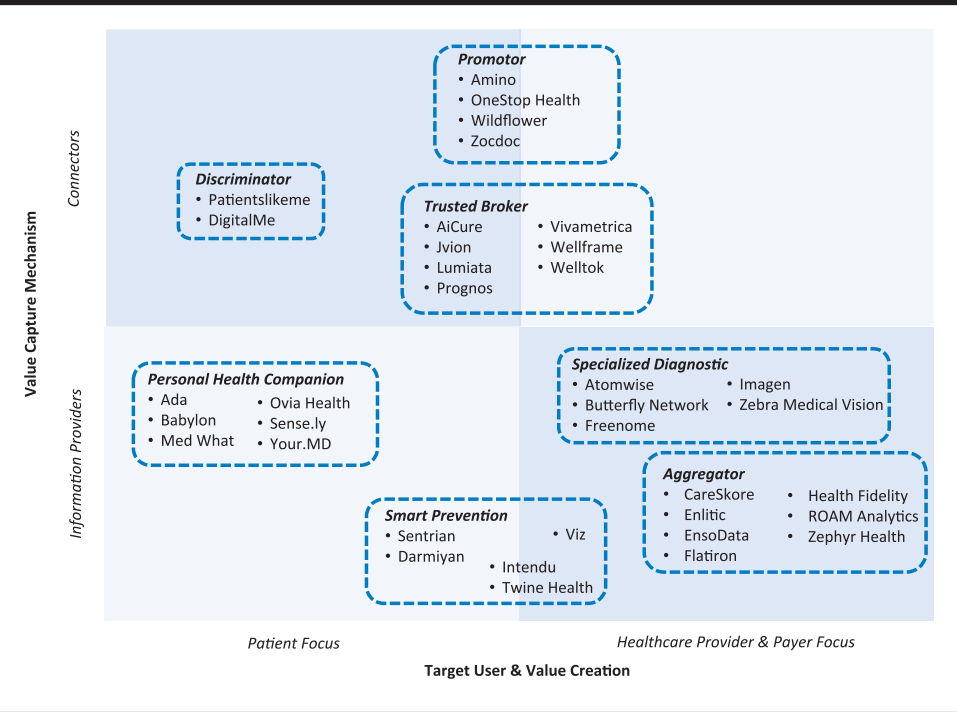 Promotor
• Amino
• OneStop Health
• Wildflower
• Zocdoc
Connectors
Discriminator
• Patientslikeme
• DigitalMe
Trusted Broker
• AiCure
• Jvion
• Lumiata
• Prognos
• Vivametrica
• Wellframe
• Welltok
Value Capture Mechanism
Information Providers
Personal Health Companion
• Ada
• Babylon
• Med What
• Ovia Health
• Sense.ly
• Your.MD
Specialized Diagnostic
• Atomwise
• Butterfly Network
• Freenome
• Imagen
• Zebra Medical Vision
Aggregator
• CareSkore
• Enlitic
• EnsoData
• Flatiron
• Health Fidelity
• ROAM Analytics
• Zephyr Health
Smart Prevention
• Sentrian
• Darmiyan
• Viz
• Intendu
• Twine Health
Patient Focus
Healthcare Provider & Payer Focus
Target User & Value Creation